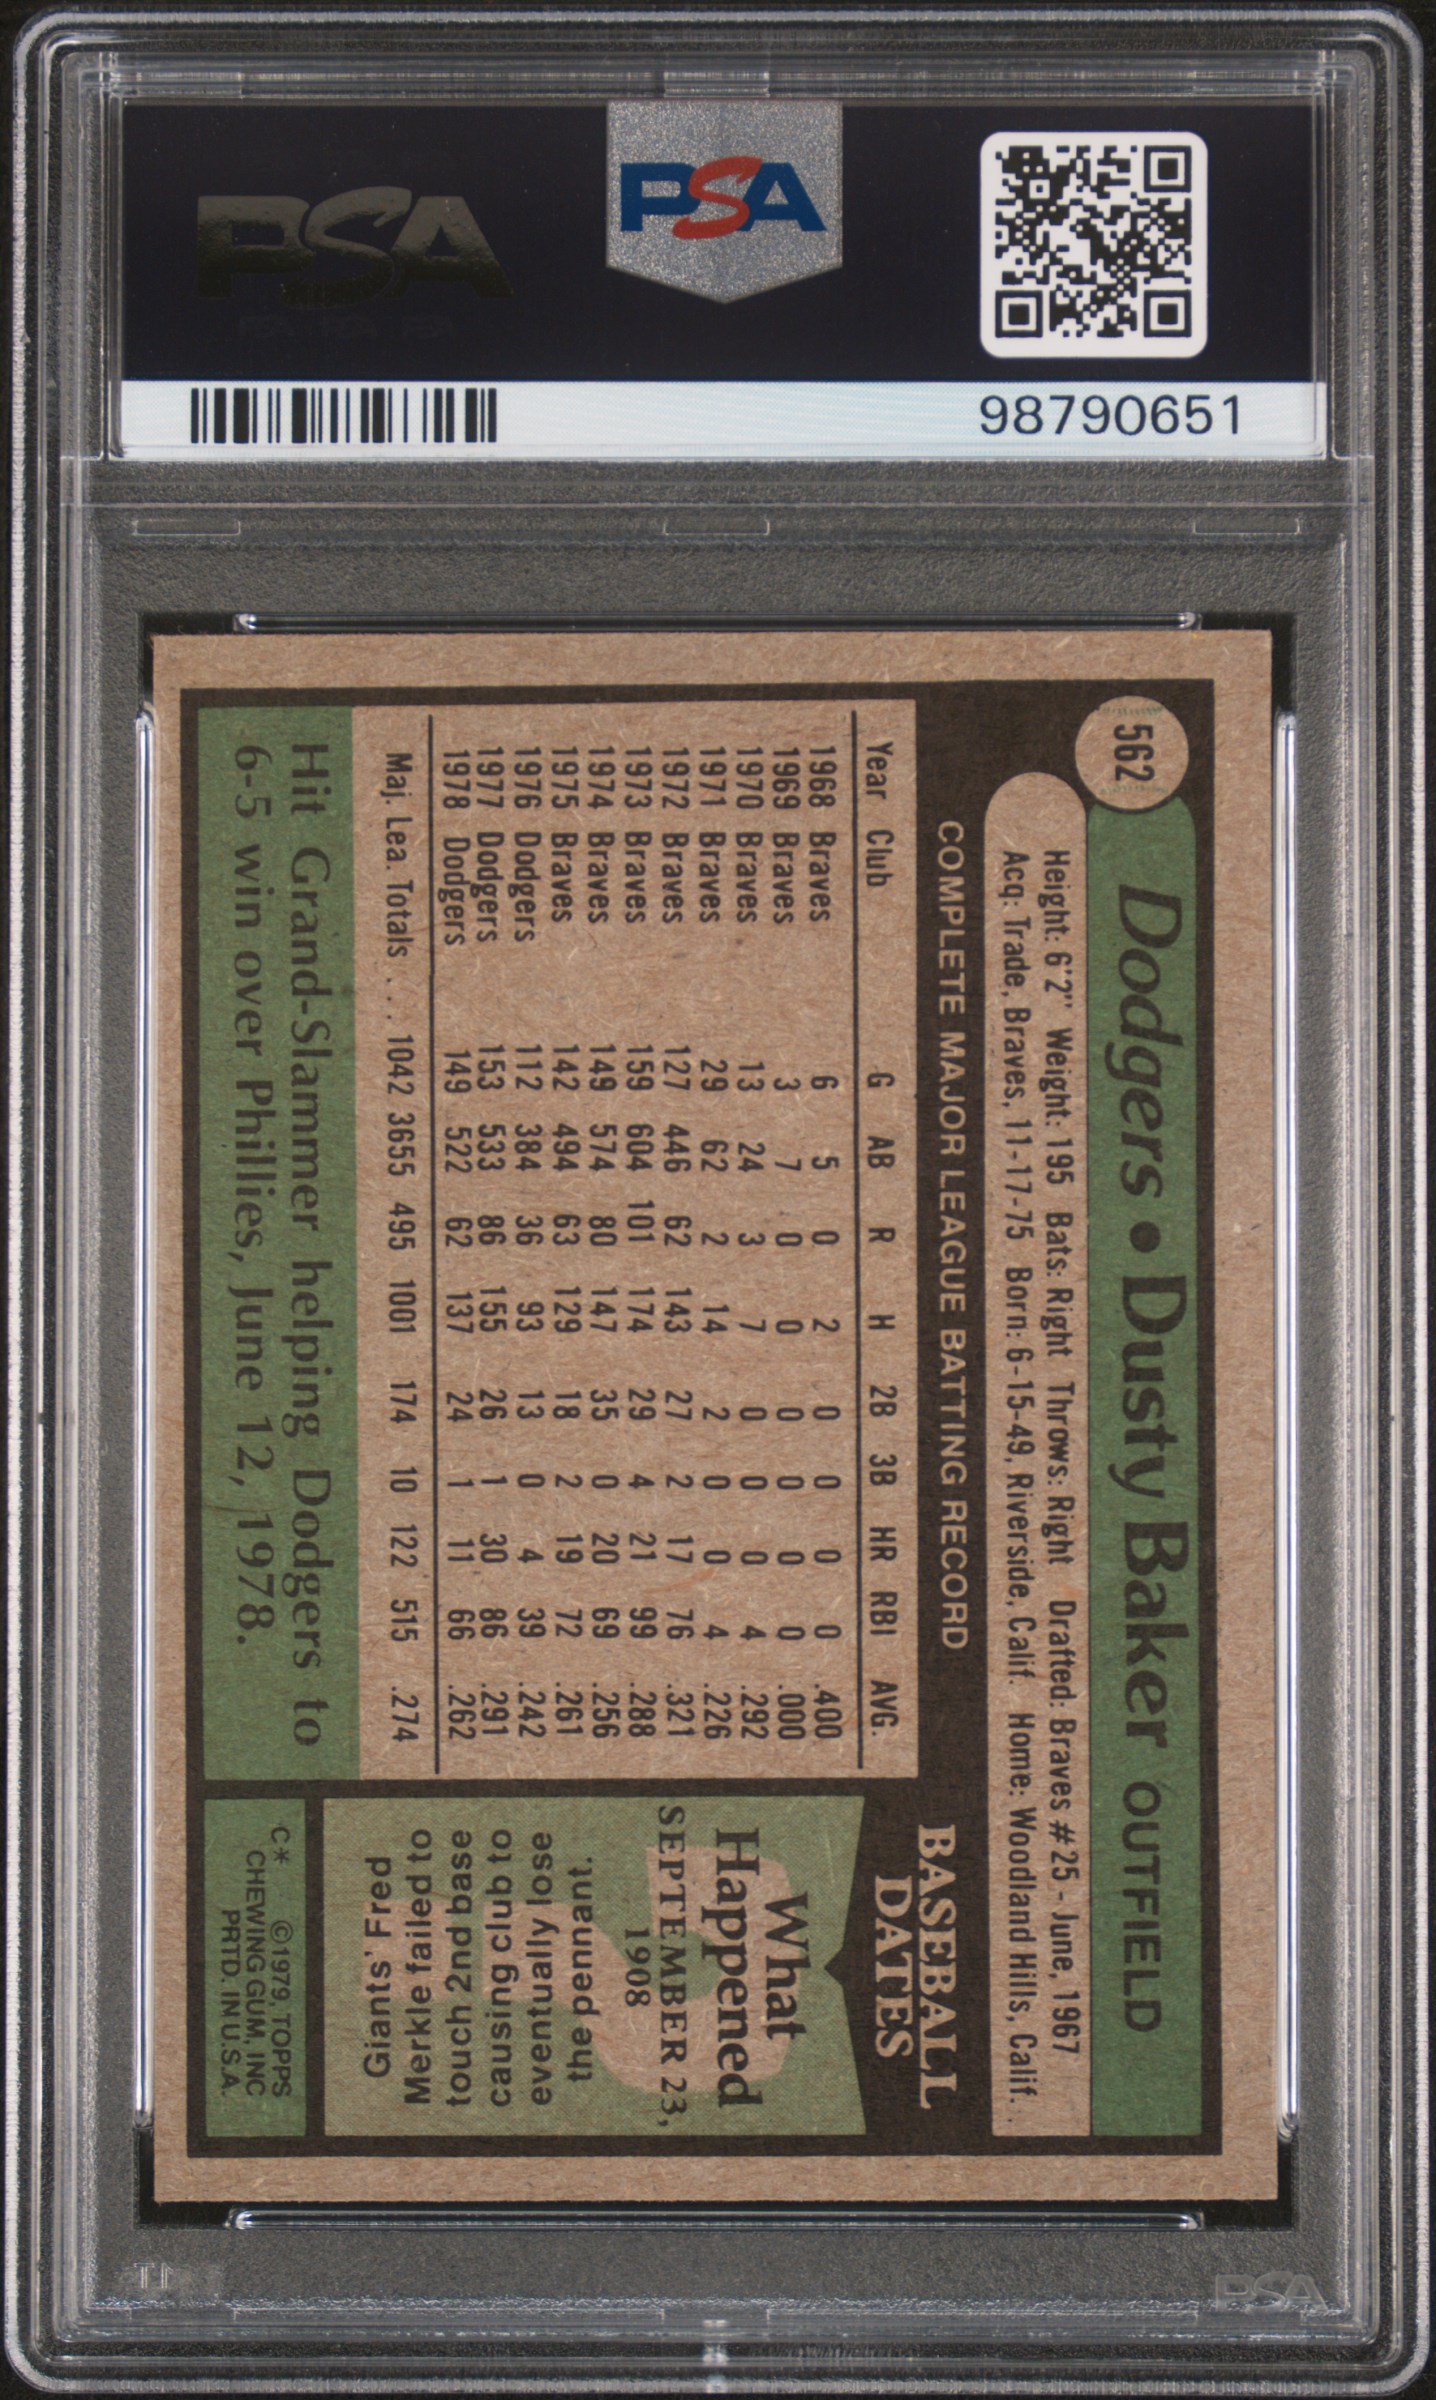 PSA
PSA
98790651
562
Dodgers • Dusty Baker OUTFIELD
Height: 6'2" Weight: 195 Bats: Right Throws: Right Drafted: Braves #25 - June, 1967
Acq: Trade, Braves, 11-17-75 Born: 6-15-49, Riverside, Calif. Home: Woodland Hills, Calif.
COMPLETE MAJOR LEAGUE BATTING RECORD
Year Club G AB R H 2B 3B HR RBI AVG.
1968 Braves 6 5 0 2 0 0 0 0 .400
1969 Braves 3 7 0 0 0 0 0 0 .000
1970 Braves 13 24 3 7 0 0 0 4 .292
1971 Braves 29 62 2 14 2 0 0 4 .226
1972 Braves 127 446 62 143 27 2 17 76 .321
1973 Braves 159 604 101 174 29 4 21 99 .288
1974 Braves 149 574 80 147 35 0 20 69 .256
1975 Braves 142 494 63 129 18 2 19 72 .261
1976 Dodgers 112 384 36 93 13 0 4 39 .242
1977 Dodgers 153 533 86 155 26 1 30 86 .291
1978 Dodgers 149 522 62 137 24 1 11 66 .262
Maj. Lea. Totals . . . 1042 3655 495 1001 174 10 122 515 .274
Hit Grand-Slammer helping Dodgers to
6-5 win over Phillies, June 12, 1978.
BASEBALL
DATES
What
Happened
SEPTEMBER 23,
1908
Giants' Fred
Merkle failed to
touch 2nd base
causing club to
eventually lose
the pennant.
C* ©1979, TOPPS
CHEWING GUM, INC
PRTD. IN U.S.A.
PSA